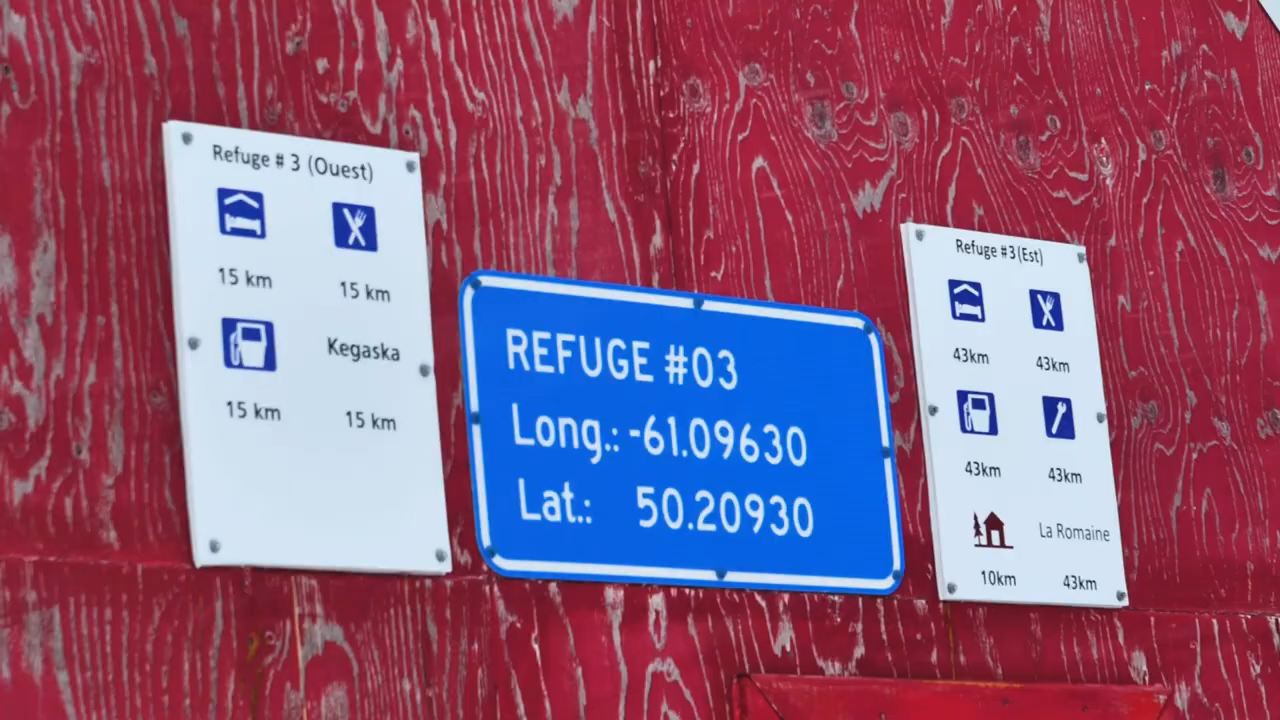 Refuge # 3 (Ouest)
15 km 15 km
Kegaska
15 km 15 km
REFUGE #03
Long.: -61.09630
Lat.: 50.20930
Refuge #3(Est)
43km 43km
43km 43km
La Romaine
10km 43km